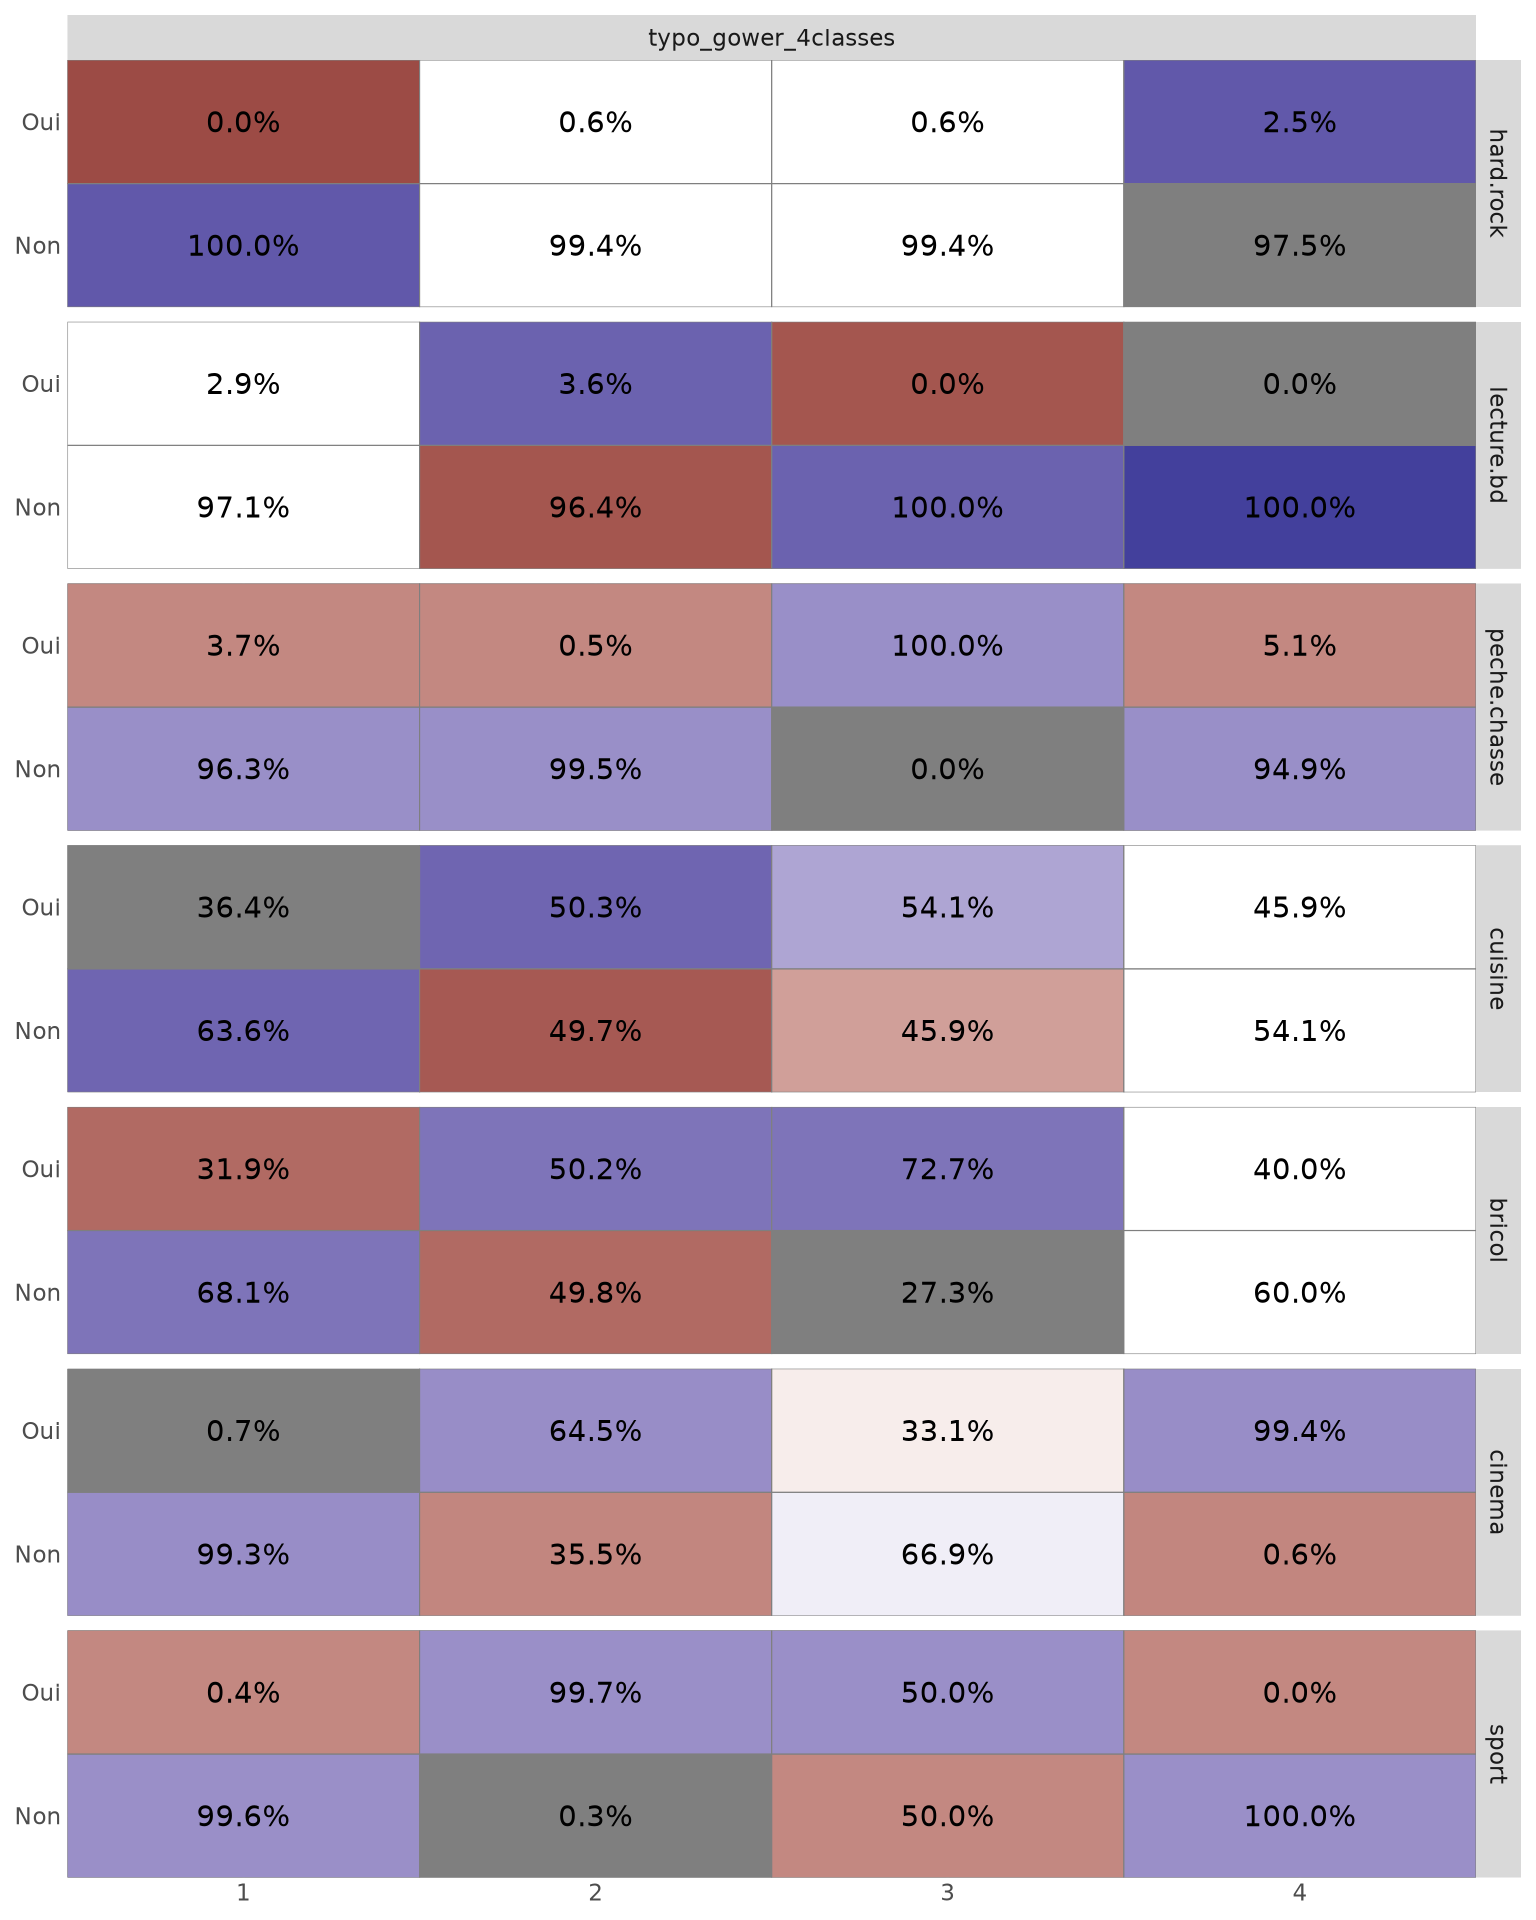 typo_gower_4classes
Oui 0.0% 0.6% 0.6% 2.5%
hard.rock
Non 100.0% 99.4% 99.4% 97.5%
Oui 2.9% 3.6% 0.0% 0.0%
lecture.bd
Non 97.1% 96.4% 100.0% 100.0%
Oui 3.7% 0.5% 100.0% 5.1%
peche.chasse
Non 96.3% 99.5% 0.0% 94.9%
Oui 36.4% 50.3% 54.1% 45.9%
cuisine
Non 63.6% 49.7% 45.9% 54.1%
Oui 31.9% 50.2% 72.7% 40.0%
bricol
Non 68.1% 49.8% 27.3% 60.0%
Oui 0.7% 64.5% 33.1% 99.4%
cinema
Non 99.3% 35.5% 66.9% 0.6%
Oui 0.4% 99.7% 50.0% 0.0%
sport
Non 99.6% 0.3% 50.0% 100.0%
1 2 3 4